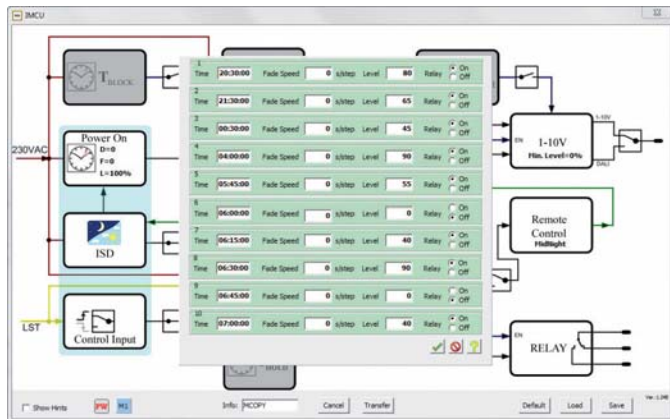 IMCU
T BLOCK
1
Time 20:30:00 Fade Speed 0 s/step Level 80 Relay On Off
2
Time 21:30:00 Fade Speed 0 s/step Level 65 Relay On Off
3
Time 00:30:00 Fade Speed 0 s/step Level 45 Relay On Off
4
Time 04:00:00 Fade Speed 0 s/step Level 90 Relay On Off
5
Time 05:45:00 Fade Speed 0 s/step Level 55 Relay On Off
6
Time 06:00:00 Fade Speed 0 s/step Level 0 Relay On Off
7
Time 06:15:00 Fade Speed 0 s/step Level 40 Relay On Off
8
Time 06:30:00 Fade Speed 0 s/step Level 90 Relay On Off
9
Time 06:45:00 Fade Speed 0 s/step Level 0 Relay On Off
10
Time 07:00:00 Fade Speed 0 s/step Level 40 Relay On Off
230VAC
Power On
D=0
F=0
L=100%
ISD
LST
Control Input
EN
1-10V
Min. Level=0%
1-10V
DALI
Remote
Control
MidNight
EN
RELAY
HOLD
Show Hints
FW
M1
Info: MCOPY
Cancel
Transfer
Default
Load
Save